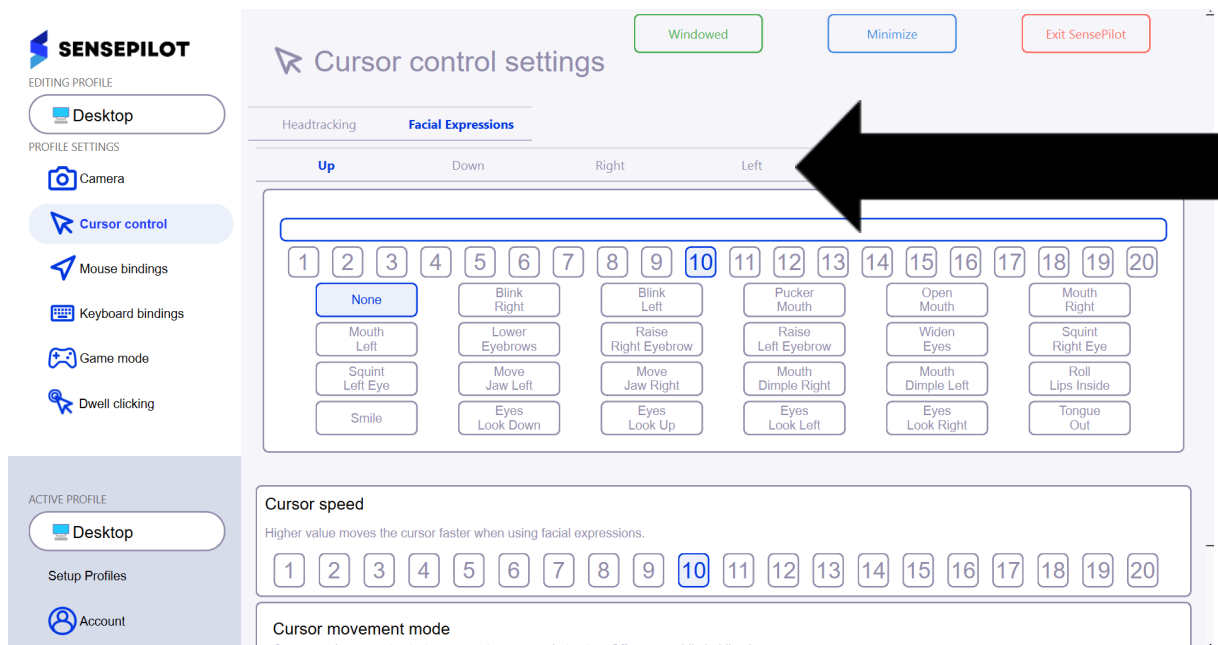 SENSEPILOT
EDITING PROFILE
Desktop
PROFILE SETTINGS
Camera
Cursor control
Mouse bindings
Keyboard bindings
Game mode
Dwell clicking
ACTIVE PROFILE
Desktop
Setup Profiles
Account
Windowed Minimize Exit SensePilot
Cursor control settings
Headtracking Facial Expressions
Up Down Right Left
1 2 3 4 5 6 7 8 9 10 11 12 13 14 15 16 17 18 19 20
None
Blink
Right
Blink
Left
Pucker
Mouth
Open
Mouth
Mouth
Right
Mouth
Left
Lower
Eyebrows
Raise
Right Eyebrow
Raise
Left Eyebrow
Widen
Eyes
Squint
Right Eye
Squint
Left Eye
Move
Jaw Left
Move
Jaw Right
Mouth
Dimple Right
Mouth
Dimple Left
Roll
Lips Inside
Smile
Eyes
Look Down
Eyes
Look Up
Eyes
Look Left
Eyes
Look Right
Tongue
Out
Cursor speed
Higher value moves the cursor faster when using facial expressions.
1 2 3 4 5 6 7 8 9 10 11 12 13 14 15 16 17 18 19 20
Cursor movement mode